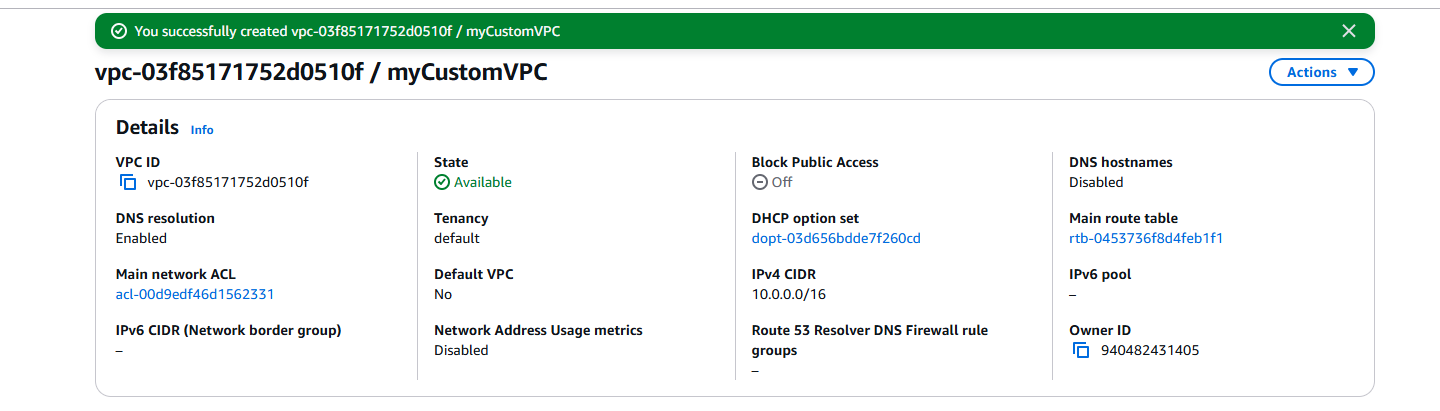 You successfully created vpc-03f85171752d0510f / myCustomVPC
vpc-03f85171752d0510f / myCustomVPC
Actions
Details Info
VPC ID
vpc-03f85171752d0510f
State
Available
Block Public Access
Off
DNS hostnames
Disabled
DNS resolution
Enabled
Tenancy
default
DHCP option set
dopt-03d656bdde7f260cd
Main route table
rtb-0453736f8d4feb1f1
Main network ACL
acl-00d9edf46d1562331
Default VPC
No
IPv4 CIDR
10.0.0.0/16
IPv6 pool
–
IPv6 CIDR (Network border group)
–
Network Address Usage metrics
Disabled
Route 53 Resolver DNS Firewall rule
groups
–
Owner ID
940482431405